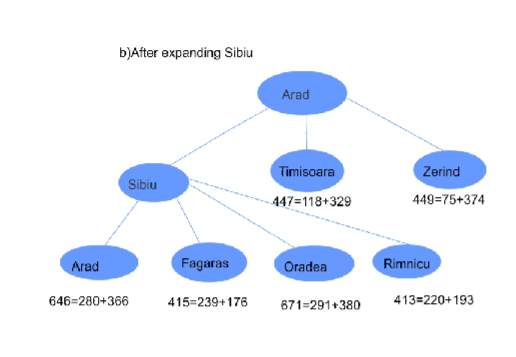 b)After expanding Sibiu
Arad
Sibiu
Timisoara
Zerind
447=118+329
449=75+374
Arad
Fagaras
Oradea
Rimnicu
646=280+366
415=239+176
671=291+380
413=220+193